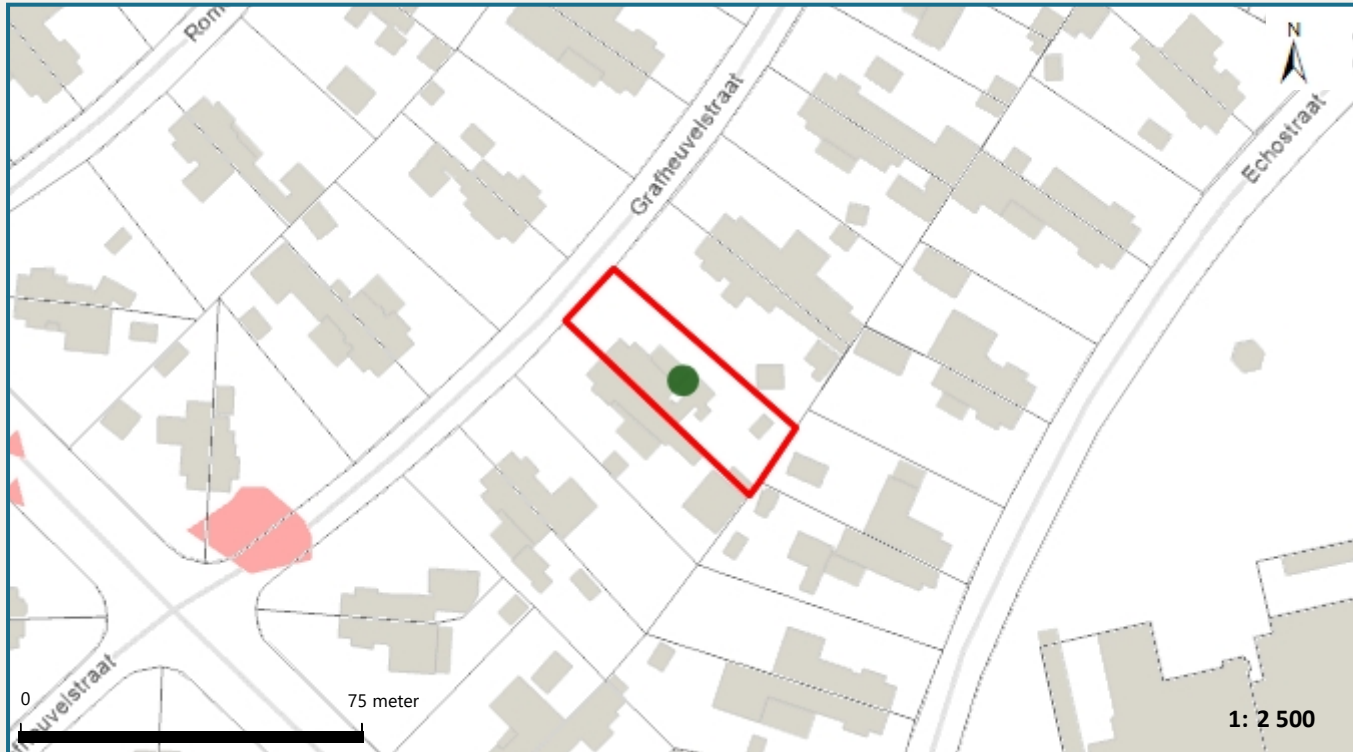 Rom
N
Grafheuvelstraat
Echostraat
heuvelstraat
0
75 meter
1: 2 500